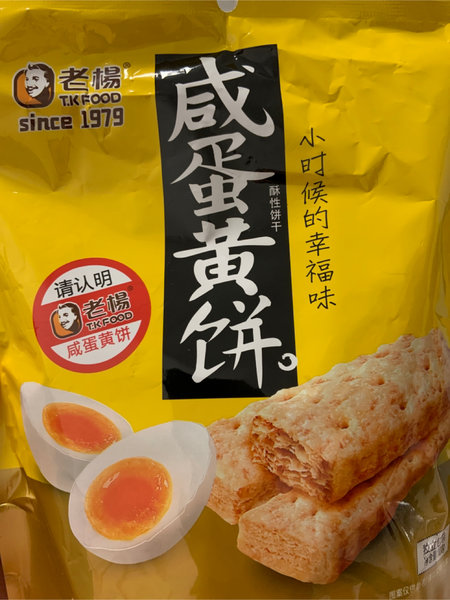 老楊
T.K FOOD
since 1979
咸蛋黄饼
酥性饼干
小时候的幸福味
请认明
老楊
T.K FOOD
咸蛋黄饼